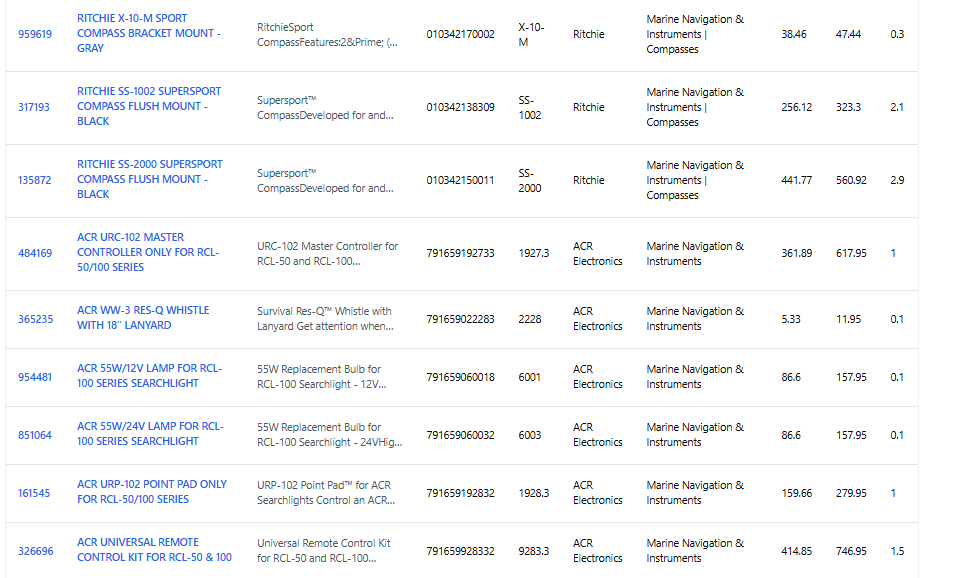 959619
RITCHIE X-10-M SPORT
COMPASS BRACKET MOUNT -
GRAY
RitchieSport
CompassFeatures:2&Prime; (...
010342170002
X-10-
M
Ritchie
Marine Navigation &
Instruments |
Compasses
38.46
47.44
0.3
317193
RITCHIE SS-1002 SUPERSPORT
COMPASS FLUSH MOUNT -
BLACK
Supersport™
CompassDeveloped for and...
010342138309
SS-
1002
Ritchie
Marine Navigation &
Instruments |
Compasses
256.12
323.3
2.1
135872
RITCHIE SS-2000 SUPERSPORT
COMPASS FLUSH MOUNT -
BLACK
Supersport™
CompassDeveloped for and...
010342150011
SS-
2000
Ritchie
Marine Navigation &
Instruments |
Compasses
441.77
560.92
2.9
484169
ACR URC-102 MASTER
CONTROLLER ONLY FOR RCL-
50/100 SERIES
URC-102 Master Controller for
RCL-50 and RCL-100...
791659192733
1927.3
ACR
Electronics
Marine Navigation &
Instruments
361.89
617.95
1
365235
ACR WW-3 RES-Q WHISTLE
WITH 18" LANYARD
Survival Res-Q™ Whistle with
Lanyard Get attention when...
791659022283
2228
ACR
Electronics
Marine Navigation &
Instruments
5.33
11.95
0.1
954481
ACR 55W/12V LAMP FOR RCL-
100 SERIES SEARCHLIGHT
55W Replacement Bulb for
RCL-100 Searchlight - 12V...
791659060018
6001
ACR
Electronics
Marine Navigation &
Instruments
86.6
157.95
0.1
851064
ACR 55W/24V LAMP FOR RCL-
100 SERIES SEARCHLIGHT
55W Replacement Bulb for
RCL-100 Searchlight - 24VHig...
791659060032
6003
ACR
Electronics
Marine Navigation &
Instruments
86.6
157.95
0.1
161545
ACR URP-102 POINT PAD ONLY
FOR RCL-50/100 SERIES
URP-102 Point Pad™ for ACR
Searchlights Control an ACR...
791659192832
1928.3
ACR
Electronics
Marine Navigation &
Instruments
159.66
279.95
1
326696
ACR UNIVERSAL REMOTE
CONTROL KIT FOR RCL-50 & 100
Universal Remote Control Kit
for RCL-50 and RCL-100...
791659928332
9283.3
ACR
Electronics
Marine Navigation &
Instruments
414.85
746.95
1.5